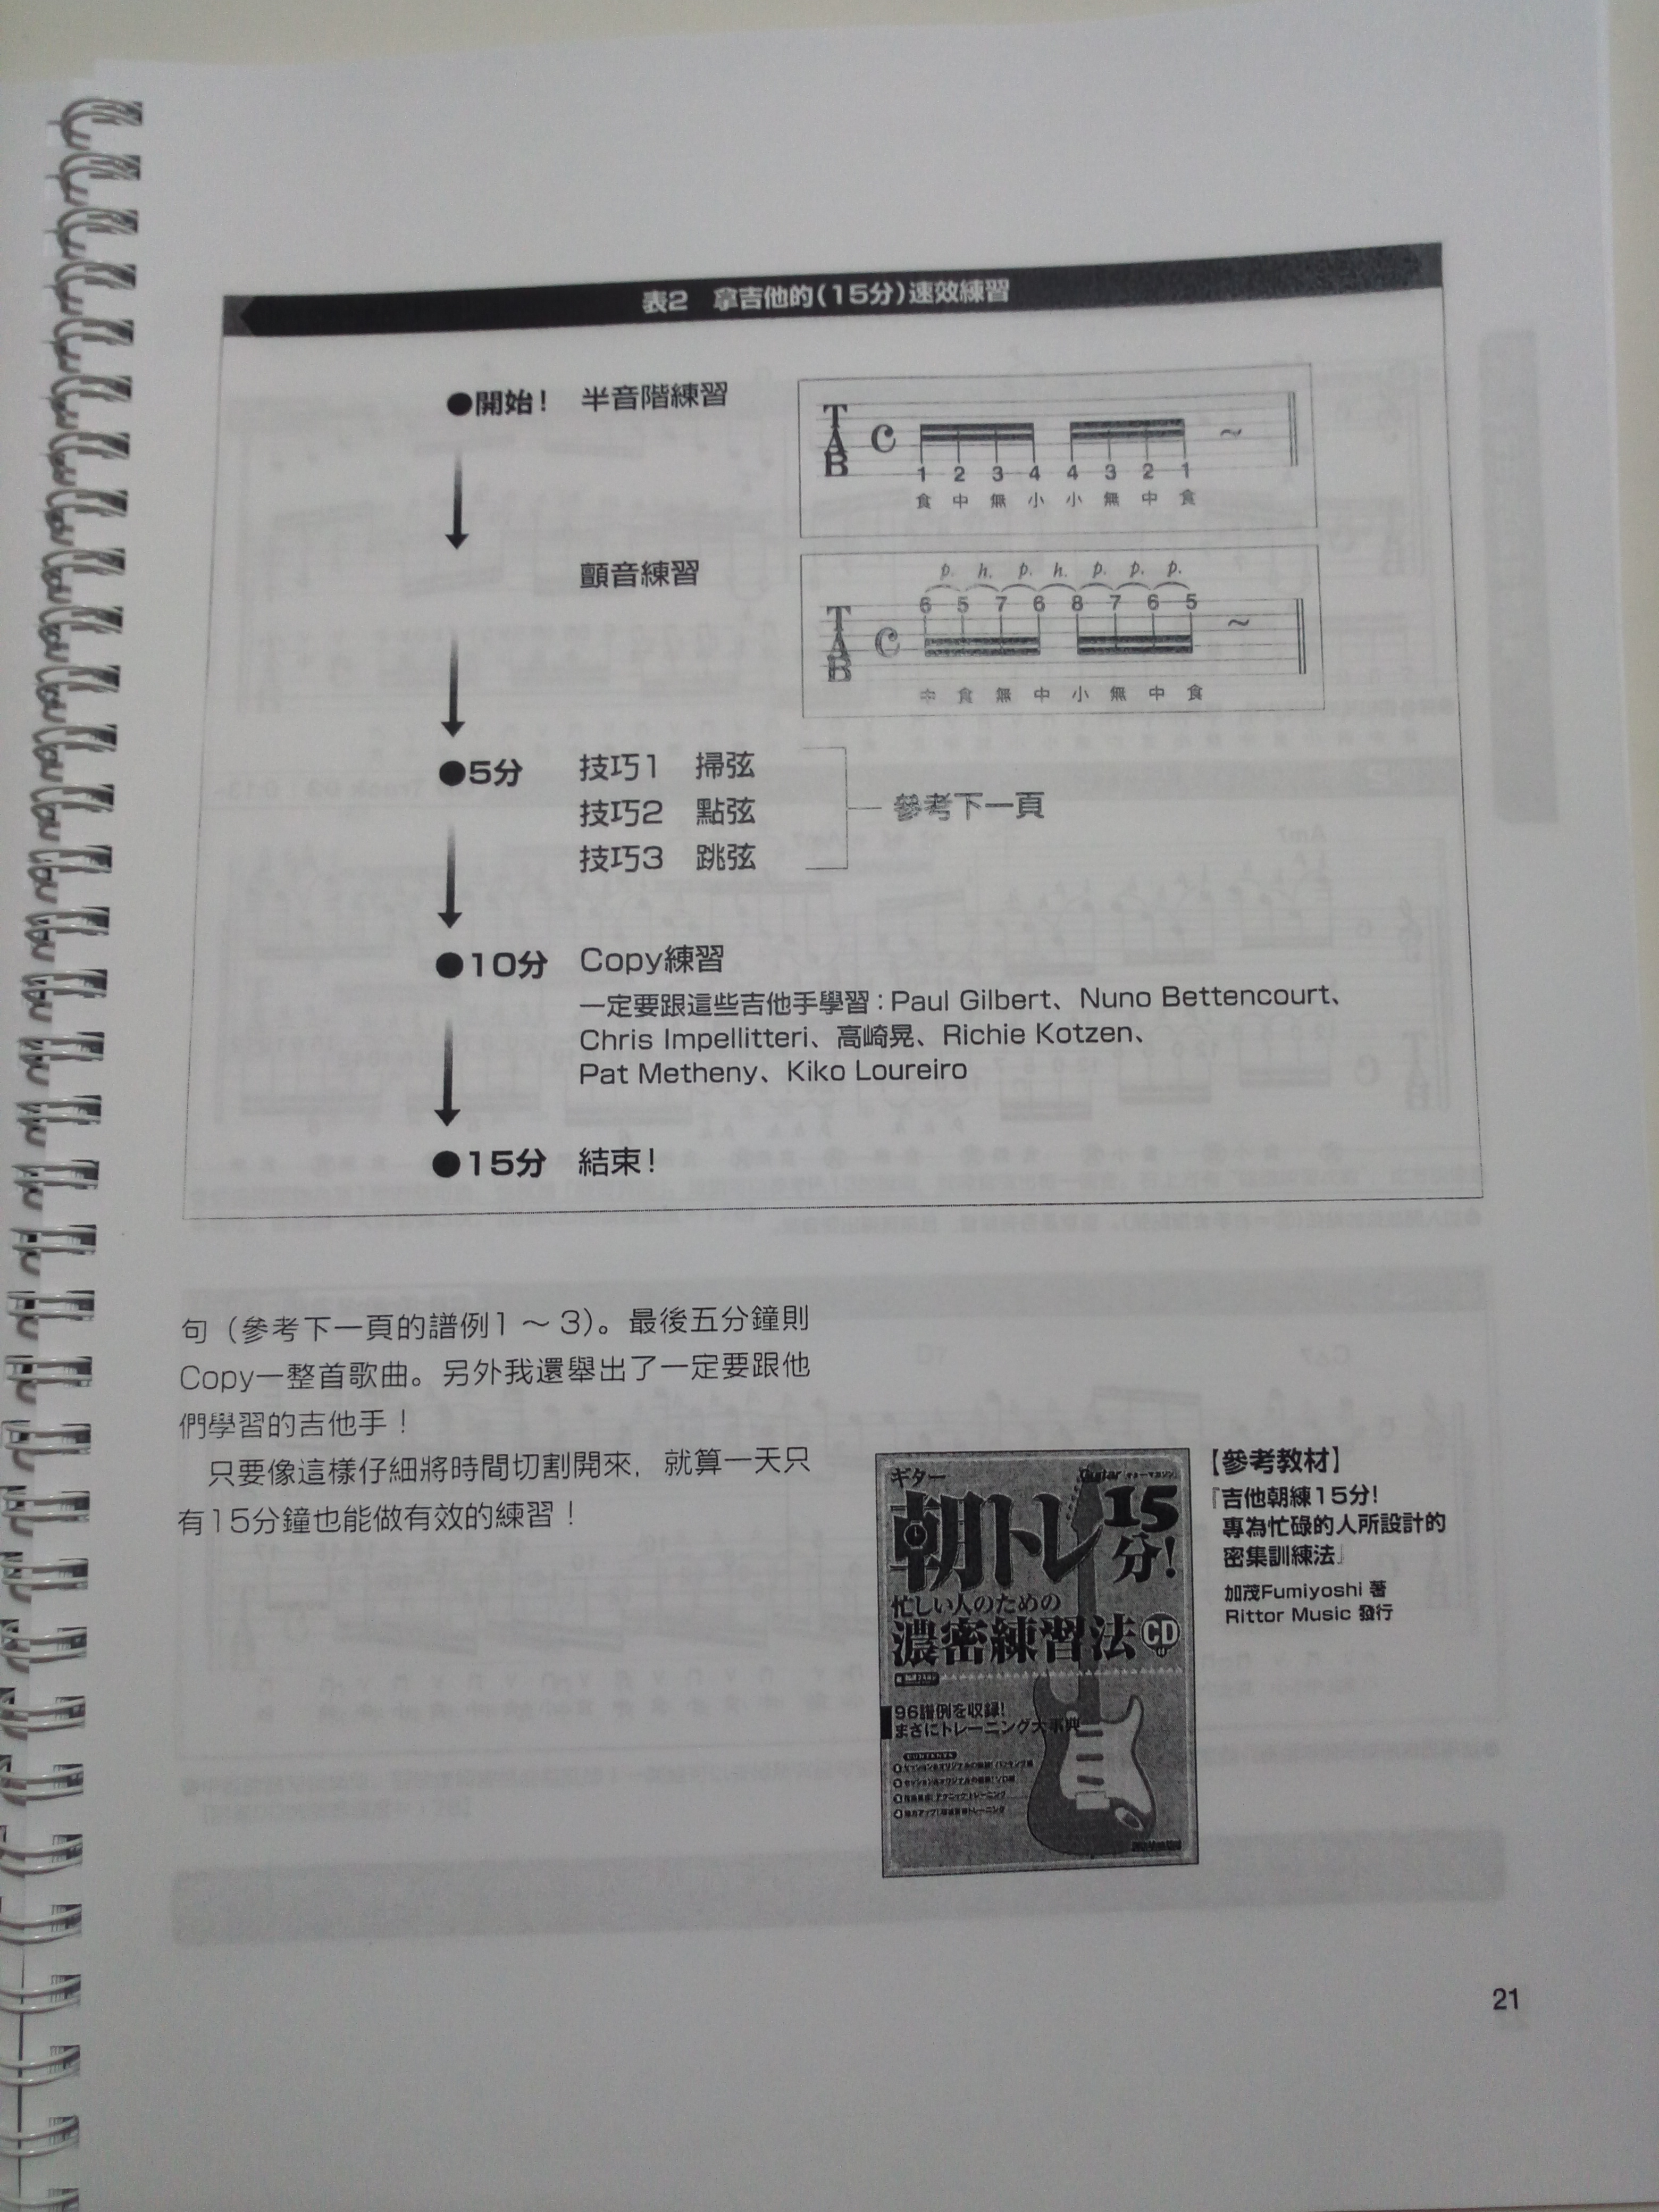 表2　拿吉他的(15分)速效練習
●開始！ 半音階練習
T A B C
1 2 3 4 4 3 2 1 ~
食 中 無 小 小 無 中 食
顫音練習
p. h. p. h. p. p. p.
6 5 7 6 8 7 6 5
T A B C ~
中 食 無 中 小 無 中 食
●5分 技巧1　掃弦
技巧2　點弦
技巧3　跳弦
參考下一頁
●10分 Copy練習
一定要跟這些吉他手學習：Paul Gilbert、Nuno Bettencourt、
Chris Impellitteri、高崎晃、Richie Kotzen、
Pat Metheny、Kiko Loureiro
●15分 結束！
句（參考下一頁的譜例1～3）。最後五分鐘則
Copy一整首歌曲。另外我還舉出了一定要跟他
們學習的吉他手！
只要像這樣仔細將時間切割開來，就算一天只
有15分鐘也能做有效的練習！
ギター
Guitar
朝トレ15分！
忙しい人のための
濃密練習法 CD
96譜例を収録！
まさにトレーニング大事典
【參考教材】
『吉他朝練15分！
專為忙碌的人所設計的
密集訓練法』
加茂Fumiyoshi 著
Rittor Music 發行
21